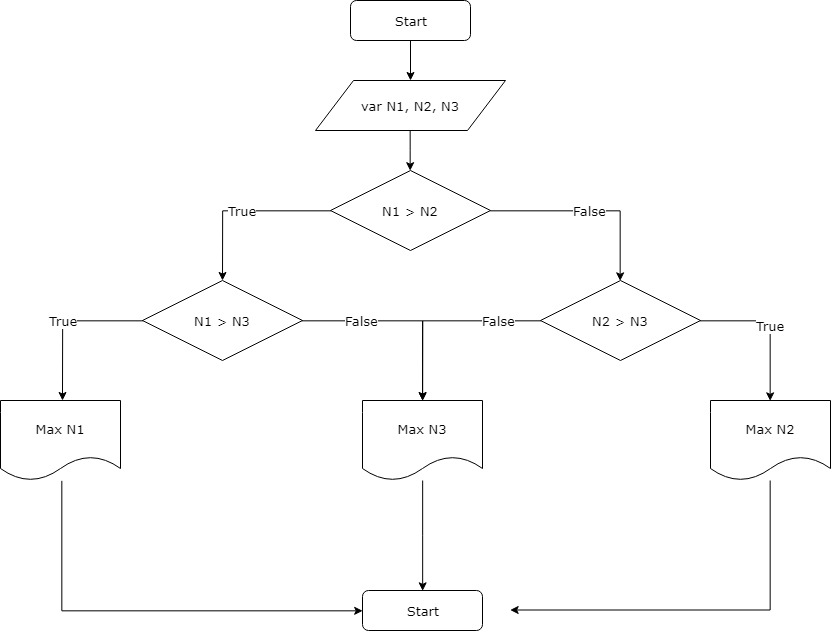 Start
var N1, N2, N3
N1 > N2
True
False
N1 > N3
N2 > N3
True
False
False
True
Max N1
Max N3
Max N2
Start